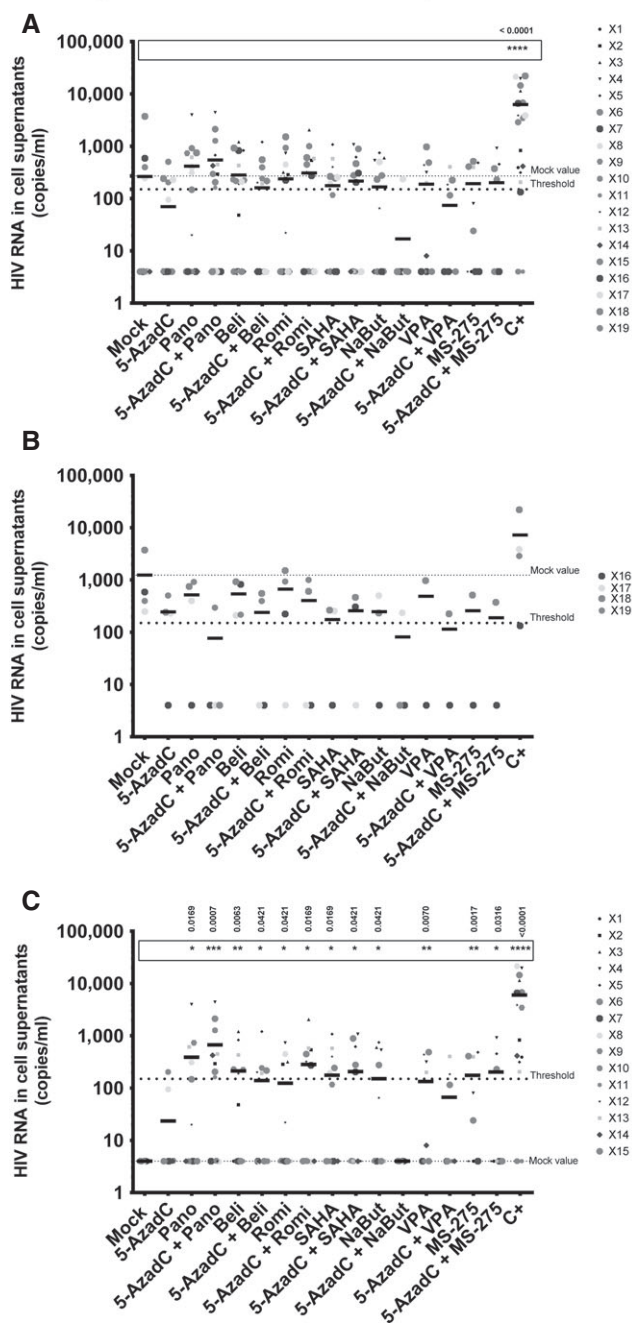 A
< 0.0001
****
100,000
10,000
1,000
100
10
1
HIV RNA in cell supernatants
(copies/ml)
Mock value
Threshold
Mock
5-AzadC
Pano
5-AzadC + Pano
Beli
5-AzadC + Beli
Romi
5-AzadC + Romi
SAHA
5-AzadC + SAHA
NaBut
5-AzadC + NaBut
VPA
5-AzadC + VPA
MS-275
5-AzadC + MS-275
C+
X1
X2
X3
X4
X5
X6
X7
X8
X9
X10
X11
X12
X13
X14
X15
X16
X17
X18
X19
B
100,000
10,000
1,000
100
10
1
HIV RNA in cell supernatants
(copies/ml)
Mock value
Threshold
Mock
5-AzadC
Pano
5-AzadC + Pano
Beli
5-AzadC + Beli
Romi
5-AzadC + Romi
SAHA
5-AzadC + SAHA
NaBut
5-AzadC + NaBut
VPA
5-AzadC + VPA
MS-275
5-AzadC + MS-275
C+
X16
X17
X18
X19
C
0.0169
0.0007
0.0063
0.0421
0.0421
0.0169
0.0169
0.0421
0.0421
0.0070
0.0017
0.0316
<0.0001
* *** ** * * * * * * ** ** * ****
100,000
10,000
1,000
100
10
1
HIV RNA in cell supernatants
(copies/ml)
Threshold
Mock value
Mock
5-AzadC
Pano
5-AzadC + Pano
Beli
5-AzadC + Beli
Romi
5-AzadC + Romi
SAHA
5-AzadC + SAHA
NaBut
5-AzadC + NaBut
VPA
5-AzadC + VPA
MS-275
5-AzadC + MS-275
C+
X1
X2
X3
X4
X5
X6
X7
X8
X9
X10
X11
X12
X13
X14
X15